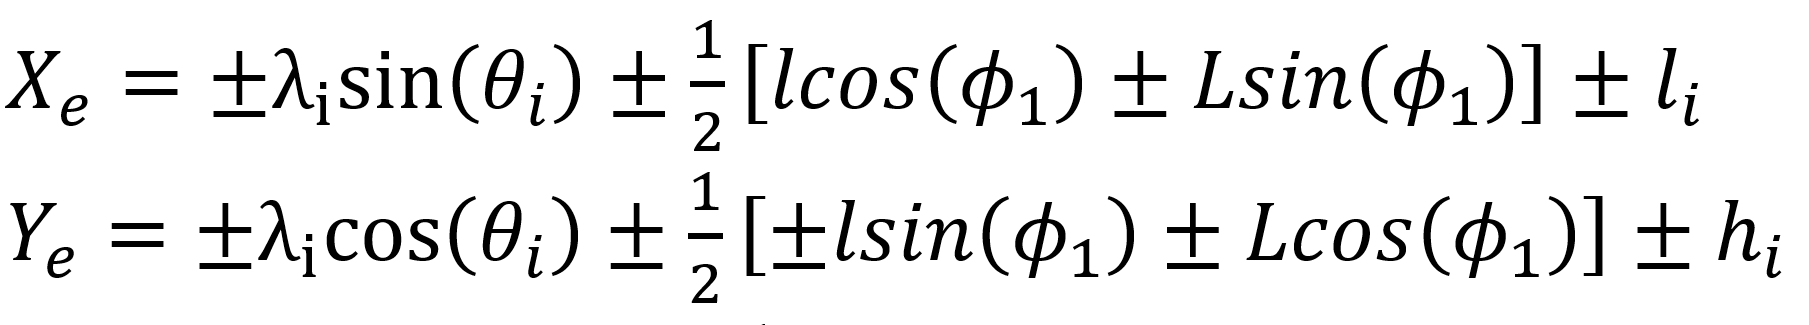 Xₑ = ±λᵢsin(θᵢ) ± 1/2 [lcos(ϕ₁) ± Lsin(ϕ₁)] ± lᵢ
Yₑ = ±λᵢcos(θᵢ) ± 1/2 [±lsin(ϕ₁) ± Lcos(ϕ₁)] ± hᵢ